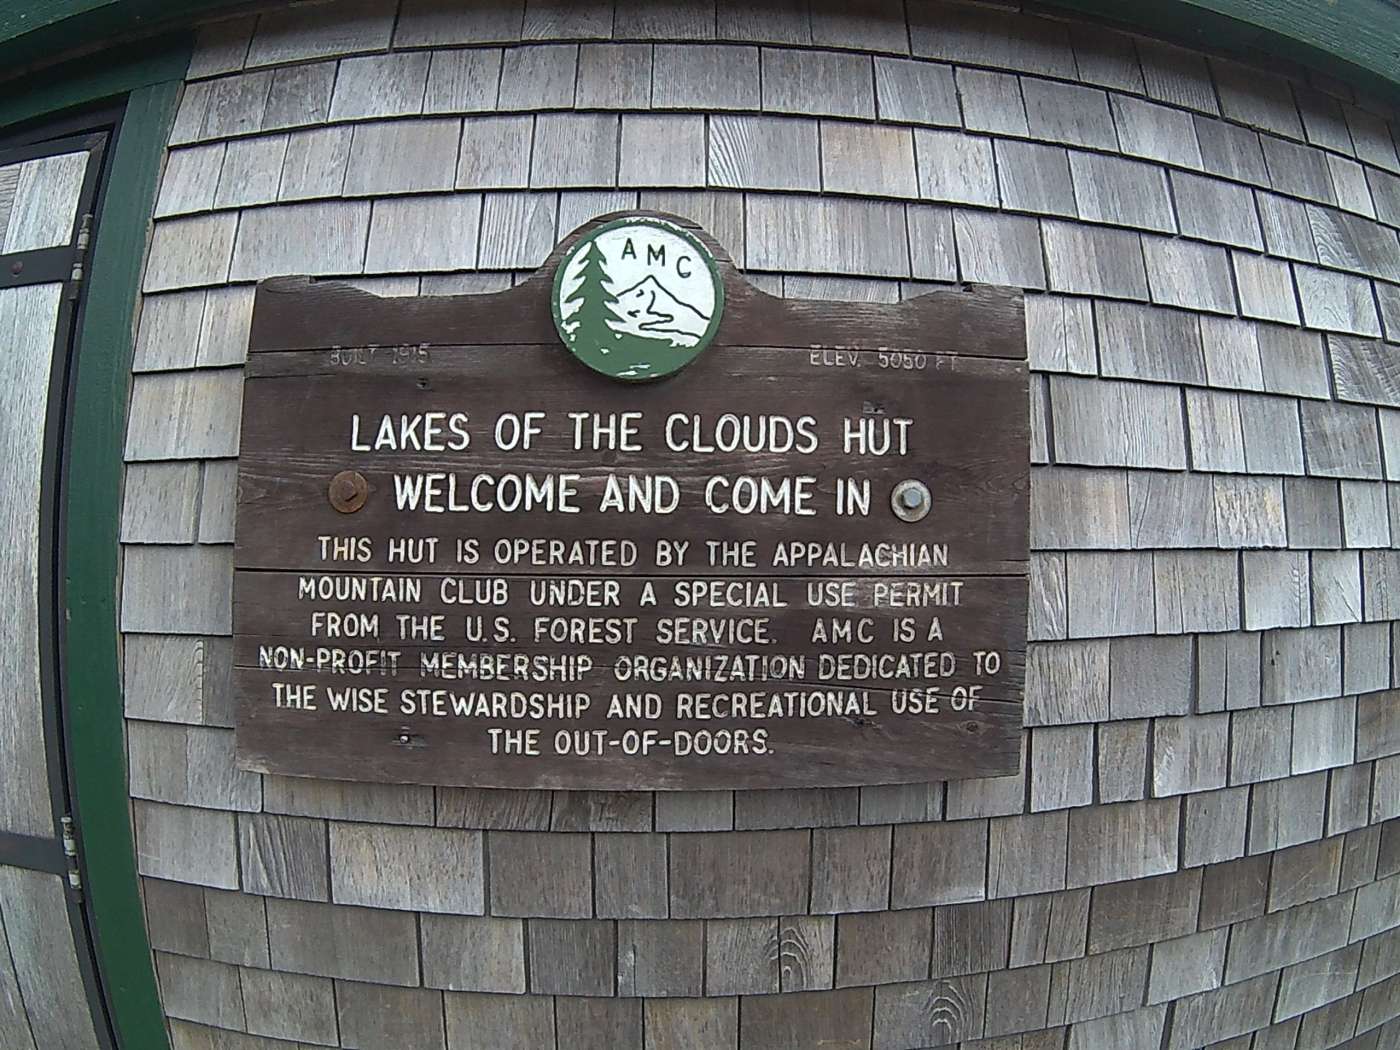 AMC
BUILT 1915 ELEV. 5050 FT.
LAKES OF THE CLOUDS HUT
WELCOME AND COME IN
THIS HUT IS OPERATED BY THE APPALACHIAN
MOUNTAIN CLUB UNDER A SPECIAL USE PERMIT
FROM THE U.S. FOREST SERVICE. AMC IS A
NON-PROFIT MEMBERSHIP ORGANIZATION DEDICATED TO
THE WISE STEWARDSHIP AND RECREATIONAL USE OF
THE OUT-OF-DOORS.